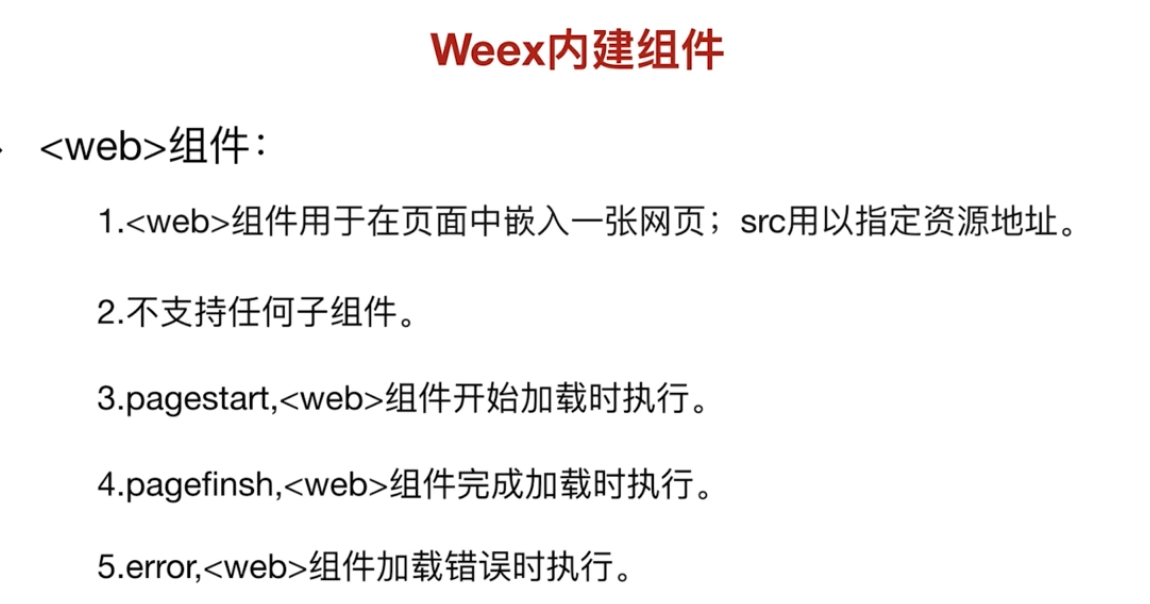 Weex内建组件
<web>组件：
1.<web>组件用于在页面中嵌入一张网页；src用以指定资源地址。
2.不支持任何子组件。
3.pagestart,<web>组件开始加载时执行。
4.pagefinsh,<web>组件完成加载时执行。
5.error,<web>组件加载错误时执行。